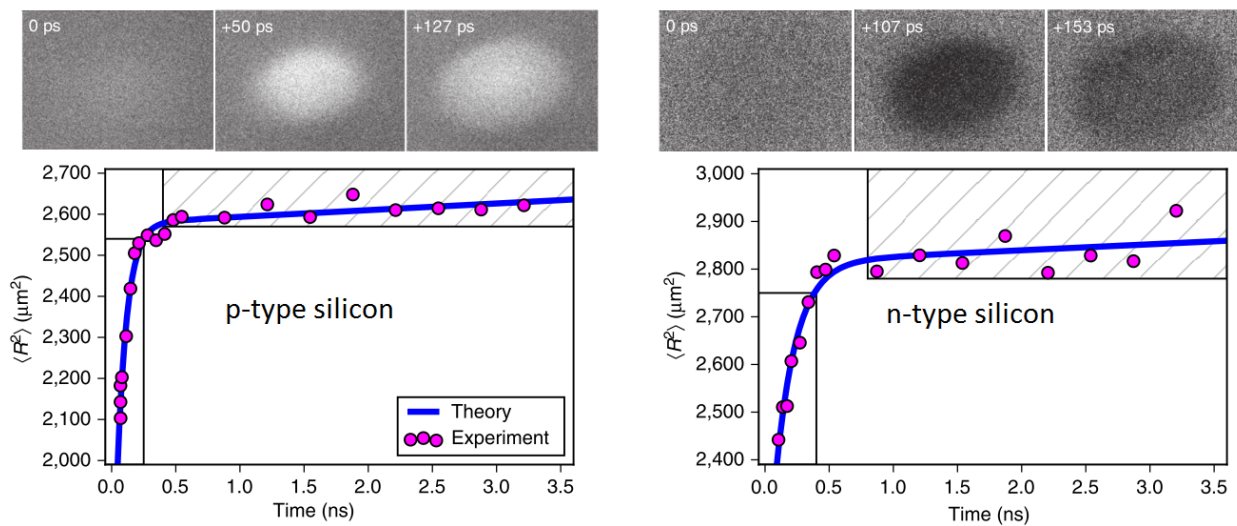 0 ps
+50 ps
+127 ps
0 ps
+107 ps
+153 ps
2,700
2,600
2,500
2,400
2,300
2,200
2,100
2,000
⟨R²⟩ (μm²)
p-type silicon
Theory
Experiment
0.0 0.5 1.0 1.5 2.0 2.5 3.0 3.5
Time (ns)
3,000
2,900
2,800
2,700
2,600
2,500
2,400
⟨R²⟩ (μm²)
n-type silicon
0.0 0.5 1.0 1.5 2.0 2.5 3.0 3.5
Time (ns)